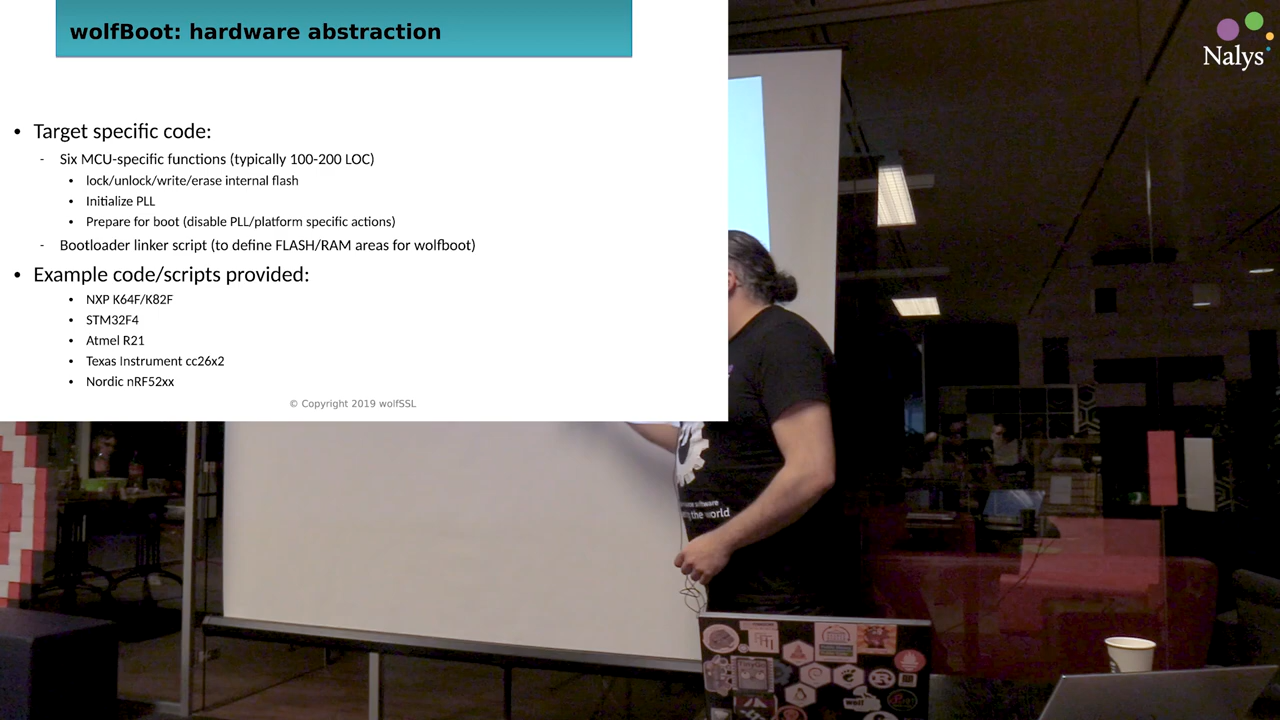 wolfBoot: hardware abstraction
Nalys
• Target specific code:
- Six MCU-specific functions (typically 100-200 LOC)
• lock/unlock/write/erase internal flash
• Initialize PLL
• Prepare for boot (disable PLL/platform specific actions)
- Bootloader linker script (to define FLASH/RAM areas for wolfboot)
• Example code/scripts provided:
• NXP K64F/K82F
• STM32F4
• Atmel R21
• Texas Instrument cc26x2
• Nordic nRF52xx
© Copyright 2019 wolfSSL
software
the world
wolf